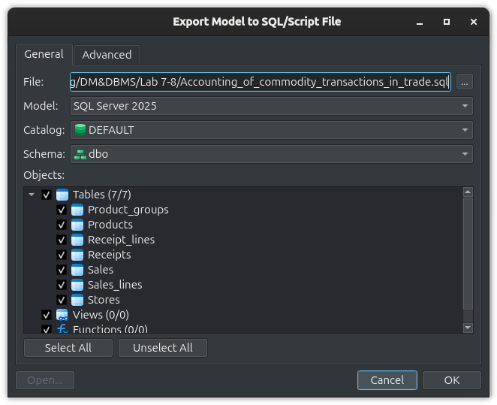 Export Model to SQL/Script File
General Advanced
File: g/DM&DBMS/Lab 7-8/Accounting_of_commodity_transactions_in_trade.sql ...
Model: SQL Server 2025
Catalog: DEFAULT
Schema: dbo
Objects:
Tables (7/7)
Product_groups
Products
Receipt_lines
Receipts
Sales
Sales_lines
Stores
Views (0/0)
Functions (0/0)
Select All Unselect All
Open... Cancel OK